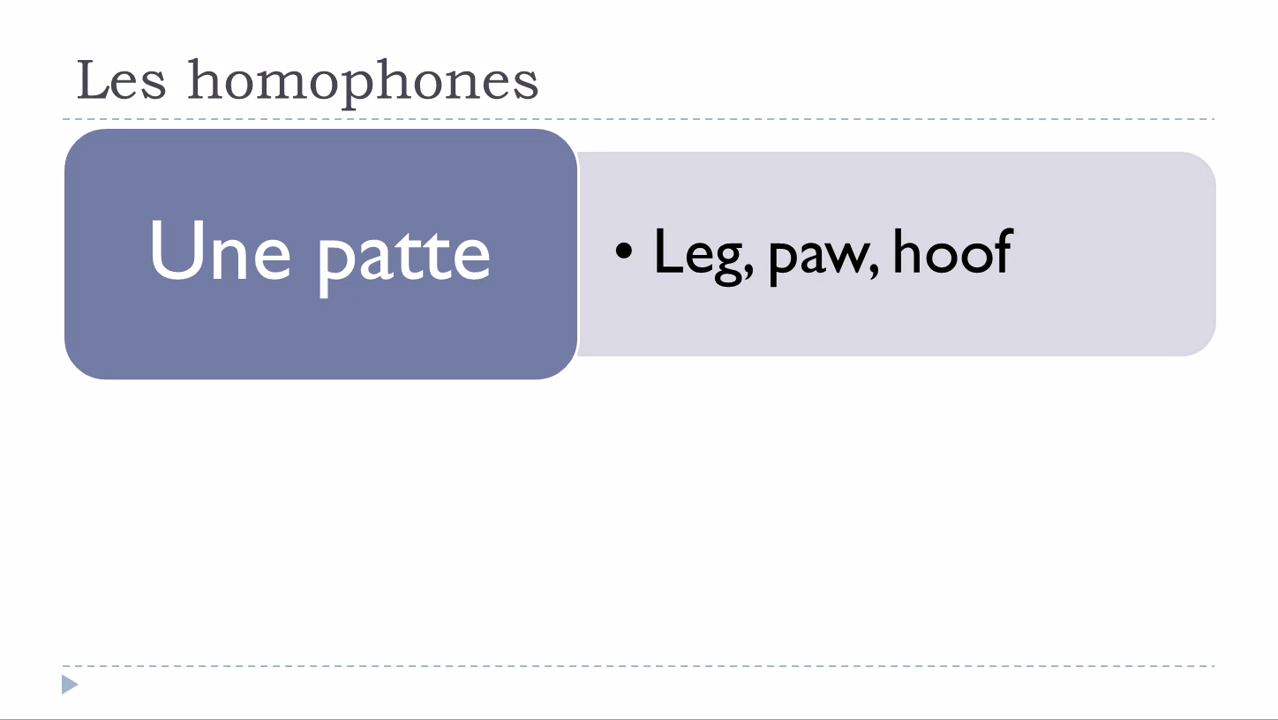 Les homophones
Une patte
• Leg, paw, hoof